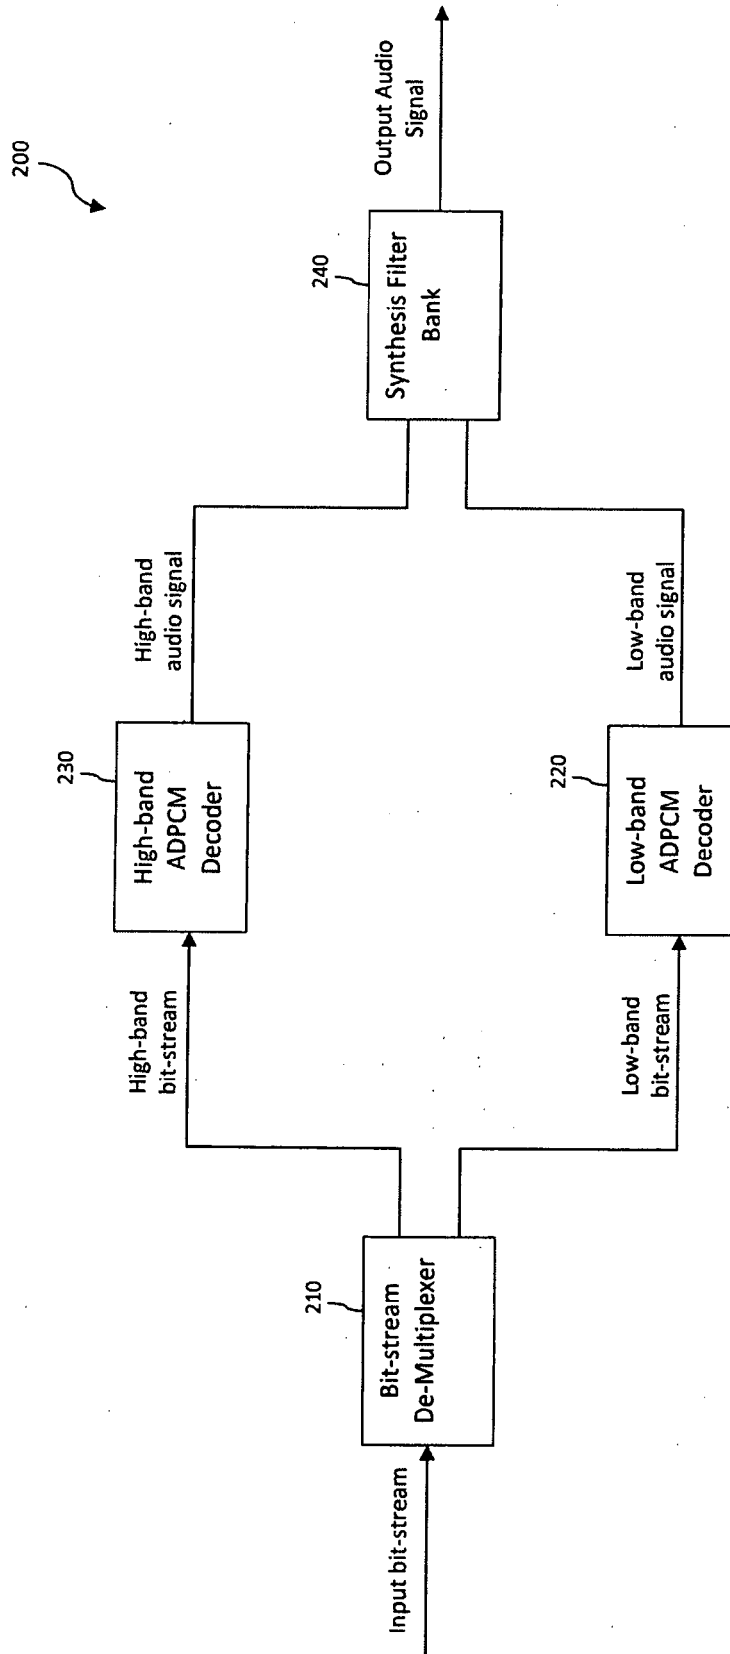 200
Input bit-stream
210
Bit-stream
De-Multiplexer
High-band
bit-stream
Low-band
bit-stream
230
High-band
ADPCM
Decoder
220
Low-band
ADPCM
Decoder
High-band
audio signal
Low-band
audio signal
240
Synthesis Filter
Bank
Output Audio
Signal